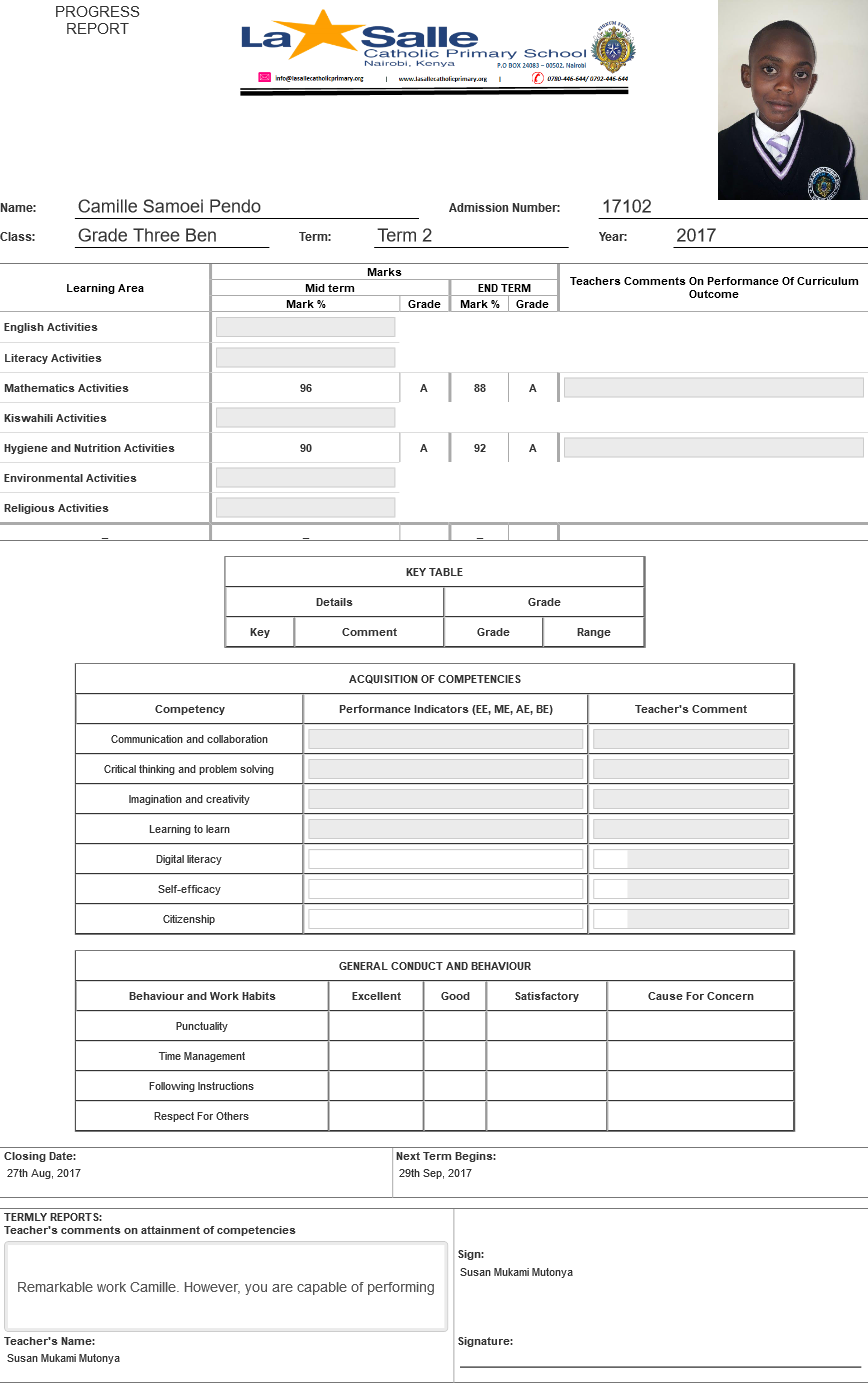 PROGRESS
REPORT
La Salle
Catholic Primary School
Nairobi, Kenya
P.O BOX 24083 – 00502, Nairobi
info@lasallecatholicprimary.org | www.lasallecatholicprimary.org | 0780-446-644/ 0792-446-644
Name: Camille Samoei Pendo Admission Number: 17102
Class: Grade Three Ben Term: Term 2 Year: 2017
Learning Area Marks Teachers Comments On Performance Of Curriculum Outcome
Mid term END TERM
Mark % Grade Mark % Grade
English Activities
Literacy Activities
Mathematics Activities 96 A 88 A
Kiswahili Activities
Hygiene and Nutrition Activities 90 A 92 A
Environmental Activities
Religious Activities
_ _ _
KEY TABLE
Details Grade
Key Comment Grade Range
ACQUISITION OF COMPETENCIES
Competency Performance Indicators (EE, ME, AE, BE) Teacher's Comment
Communication and collaboration
Critical thinking and problem solving
Imagination and creativity
Learning to learn
Digital literacy
Self-efficacy
Citizenship
GENERAL CONDUCT AND BEHAVIOUR
Behaviour and Work Habits Excellent Good Satisfactory Cause For Concern
Punctuality
Time Management
Following Instructions
Respect For Others
Closing Date: Next Term Begins:
27th Aug, 2017 29th Sep, 2017
TERMLY REPORTS:
Teacher's comments on attainment of competencies
Remarkable work Camille. However, you are capable of performing
Sign:
Susan Mukami Mutonya
Teacher's Name: Signature:
Susan Mukami Mutonya